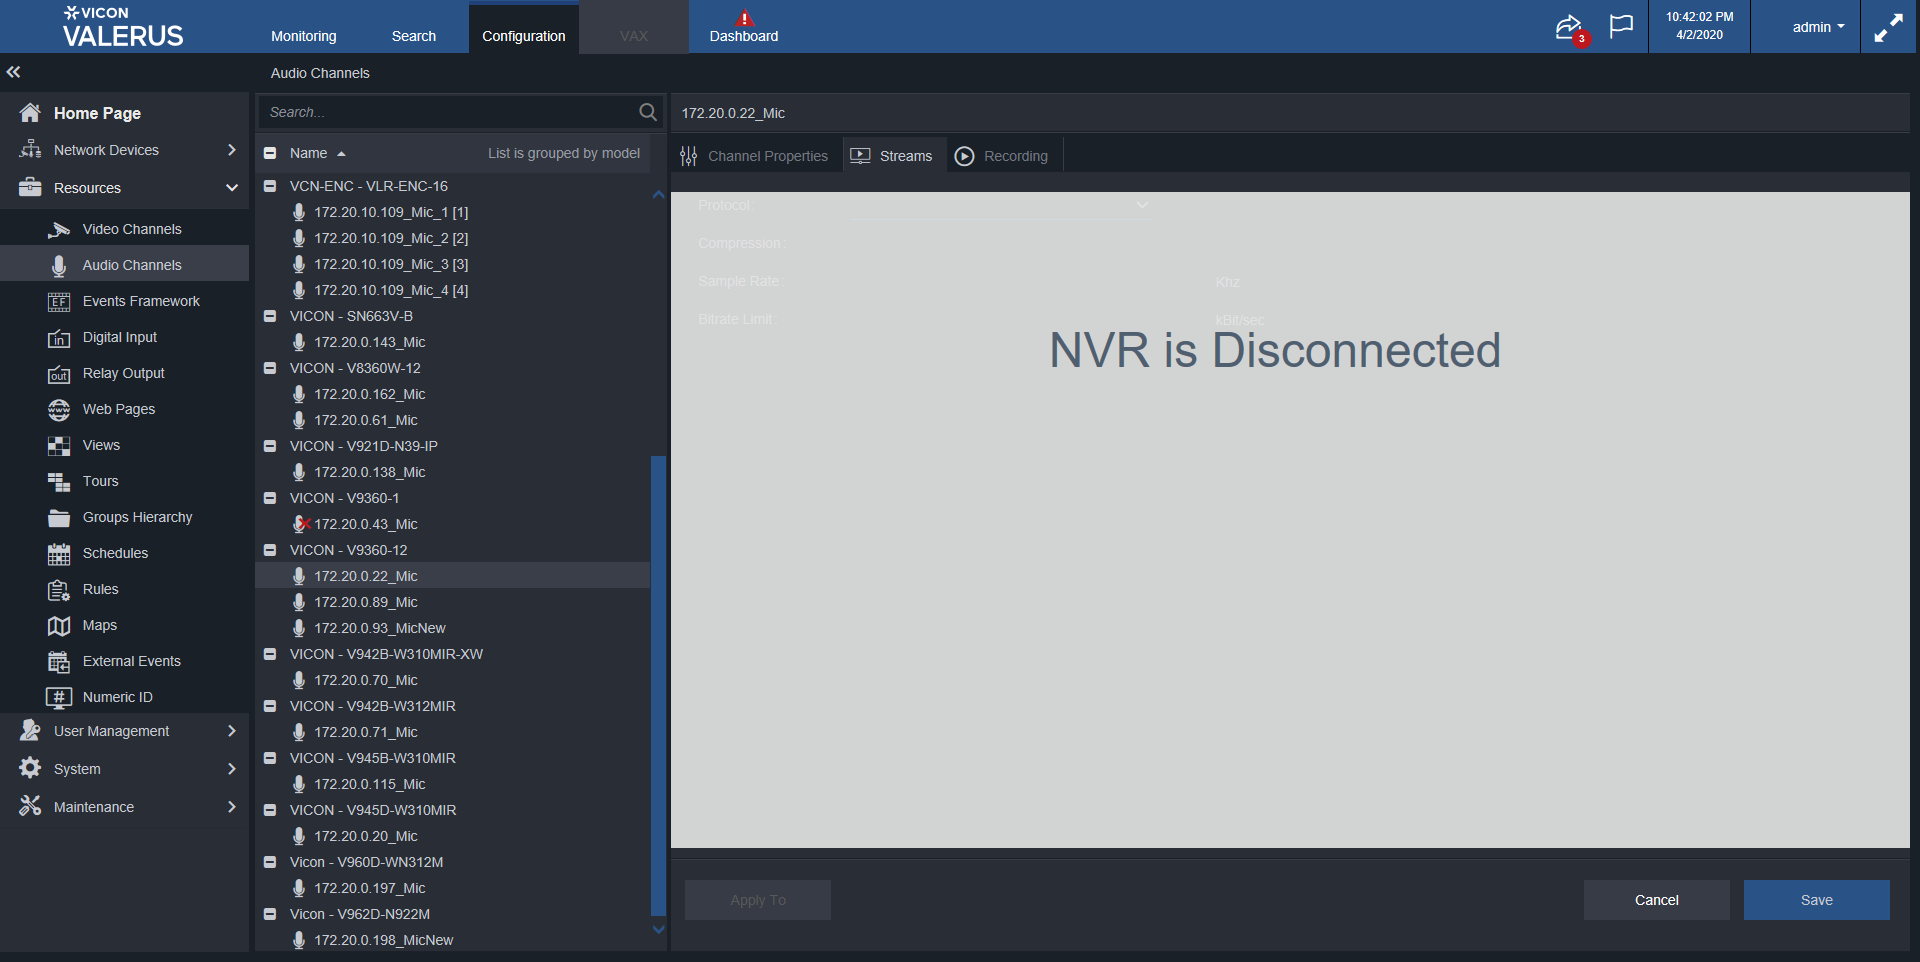 VICON
VALERUS
Monitoring
Search
Configuration
VAX
Dashboard
3
10:42:02 PM
4/2/2020
admin
Audio Channels
Home Page
Network Devices
Resources
Video Channels
Audio Channels
EF
Events Framework
in
Digital Input
out
Relay Output
www
Web Pages
Views
Tours
Groups Hierarchy
Schedules
Rules
Maps
External Events
#
Numeric ID
User Management
System
Maintenance
Search...
Name
List is grouped by model
VCN-ENC - VLR-ENC-16
172.20.10.109_Mic_1 [1]
172.20.10.109_Mic_2 [2]
172.20.10.109_Mic_3 [3]
172.20.10.109_Mic_4 [4]
VICON - SN663V-B
172.20.0.143_Mic
VICON - V8360W-12
172.20.0.162_Mic
172.20.0.61_Mic
VICON - V921D-N39-IP
172.20.0.138_Mic
VICON - V9360-1
172.20.0.43_Mic
VICON - V9360-12
172.20.0.22_Mic
172.20.0.89_Mic
172.20.0.93_MicNew
VICON - V942B-W310MIR-XW
172.20.0.70_Mic
VICON - V942B-W312MIR
172.20.0.71_Mic
VICON - V945B-W310MIR
172.20.0.115_Mic
VICON - V945D-W310MIR
172.20.0.20_Mic
Vicon - V960D-WN312M
172.20.0.197_Mic
Vicon - V962D-N922M
172.20.0.198_MicNew
172.20.0.22_Mic
Channel Properties
Streams
Recording
Protocol:
Compression:
Sample Rate:
Khz
Bitrate Limit:
kBit/sec
NVR is Disconnected
Apply To
Cancel
Save